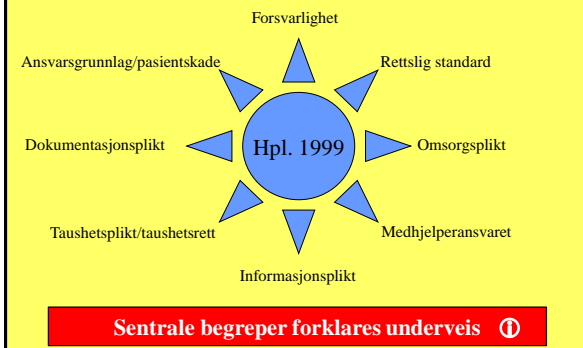 Forsvarlighet
Ansvarsgrunnlag/pasientskade
Rettslig standard
Dokumentasjonsplikt
Hpl. 1999
Omsorgsplikt
Taushetsplikt/taushetsrett
Medhjelperansvaret
Informasjonsplikt
Sentrale begreper forklares underveis 🛈